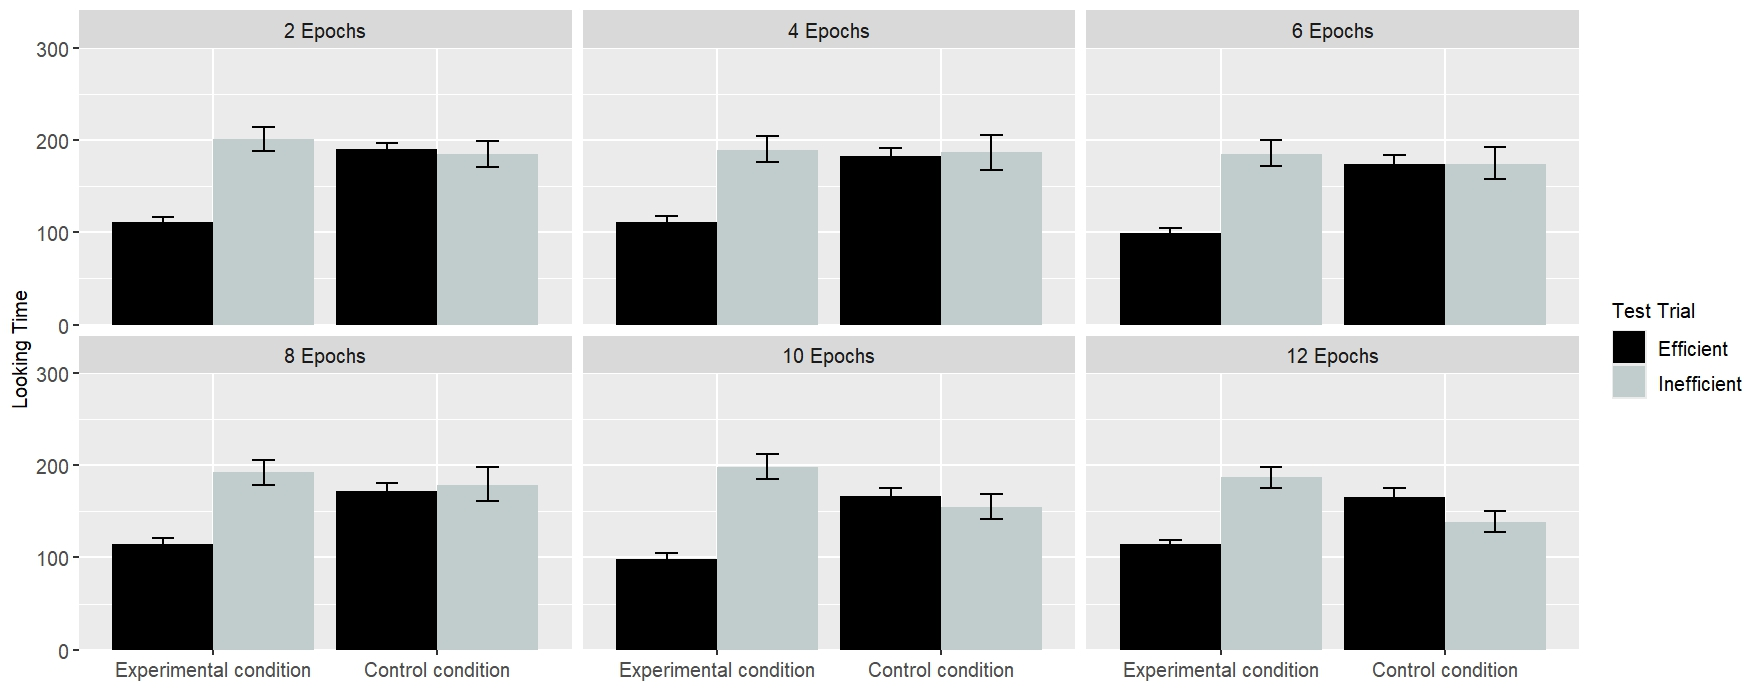 2 Epochs
4 Epochs
6 Epochs
300
200
100
0
Looking Time
8 Epochs
10 Epochs
12 Epochs
300
200
100
0
Experimental condition
Control condition
Experimental condition
Control condition
Experimental condition
Control condition
Test Trial
Efficient
Inefficient